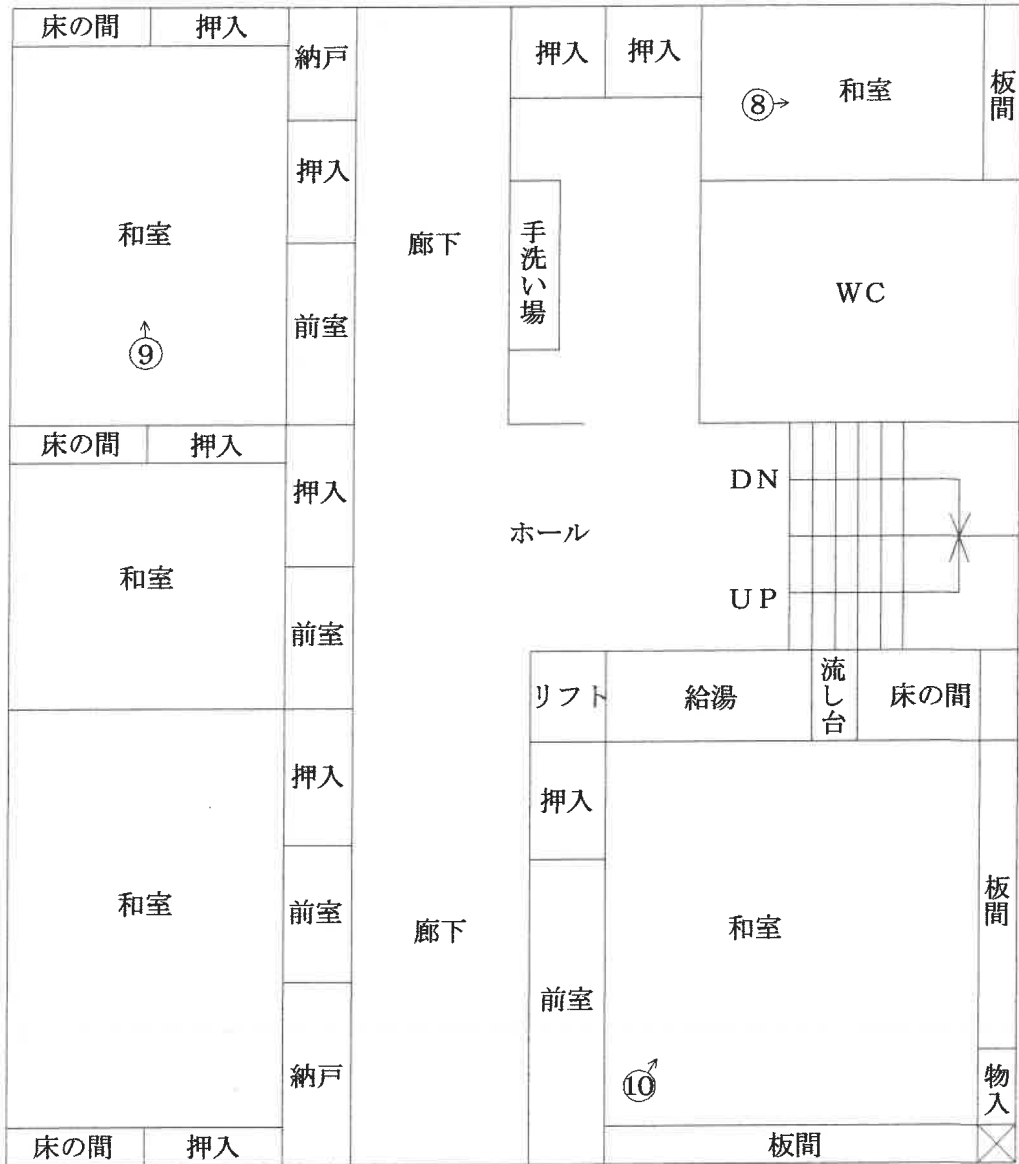 床の間 押入
納戸
押入 押入
⑧ 和室
板間
押入
和室
廊下
手洗い場
WC
前室
⑨
床の間 押入
押入
DN
ホール
和室
UP
前室
リフト 給湯 流し台 床の間
押入
押入
和室
前室
廊下
和室
板間
前室
納戸
⑩
物入
床の間 押入
板間